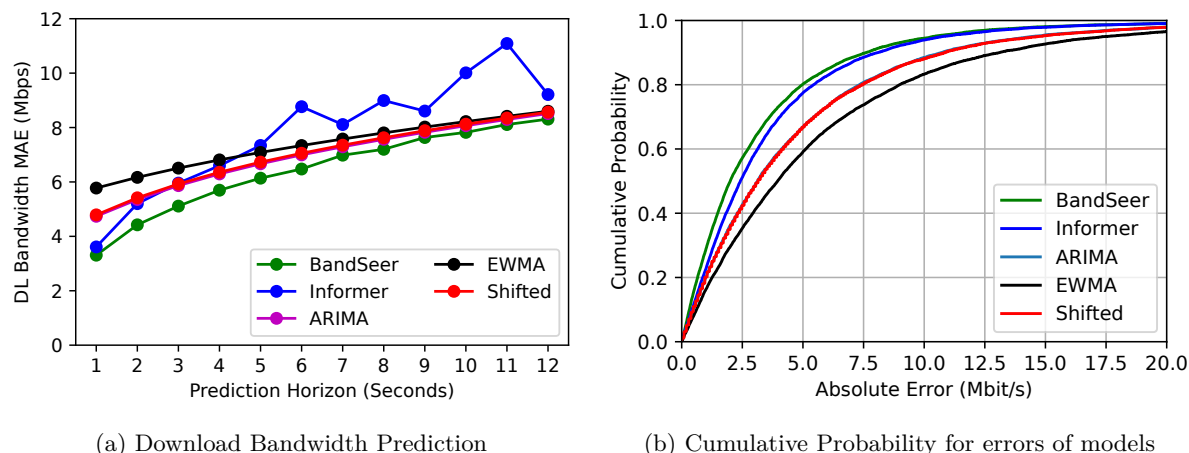 12
10
8
6
4
2
0
DL Bandwidth MAE (Mbps)
BandSeer
Informer
ARIMA
EWMA
Shifted
1 2 3 4 5 6 7 8 9 10 11 12
Prediction Horizon (Seconds)
(a) Download Bandwidth Prediction
1.0
0.8
0.6
0.4
0.2
0.0
Cumulative Probability
BandSeer
Informer
ARIMA
EWMA
Shifted
0.0 2.5 5.0 7.5 10.0 12.5 15.0 17.5 20.0
Absolute Error (Mbit/s)
(b) Cumulative Probability for errors of models